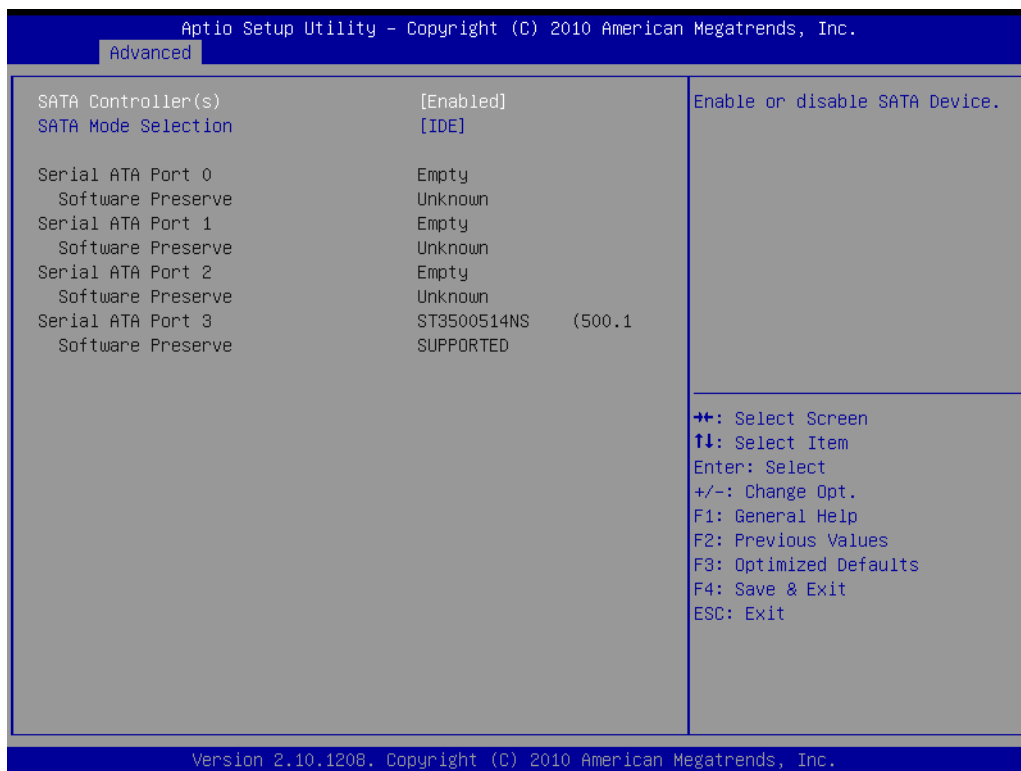 Aptio Setup Utility – Copyright (C) 2010 American Megatrends, Inc.
Advanced
SATA Controller(s) [Enabled]
SATA Mode Selection [IDE]
Serial ATA Port 0 Empty
Software Preserve Unknown
Serial ATA Port 1 Empty
Software Preserve Unknown
Serial ATA Port 2 Empty
Software Preserve Unknown
Serial ATA Port 3 ST3500514NS (500.1
Software Preserve SUPPORTED
Enable or disable SATA Device.
→←: Select Screen
↑↓: Select Item
Enter: Select
+/-: Change Opt.
F1: General Help
F2: Previous Values
F3: Optimized Defaults
F4: Save & Exit
ESC: Exit
Version 2.10.1208. Copyright (C) 2010 American Megatrends, Inc.